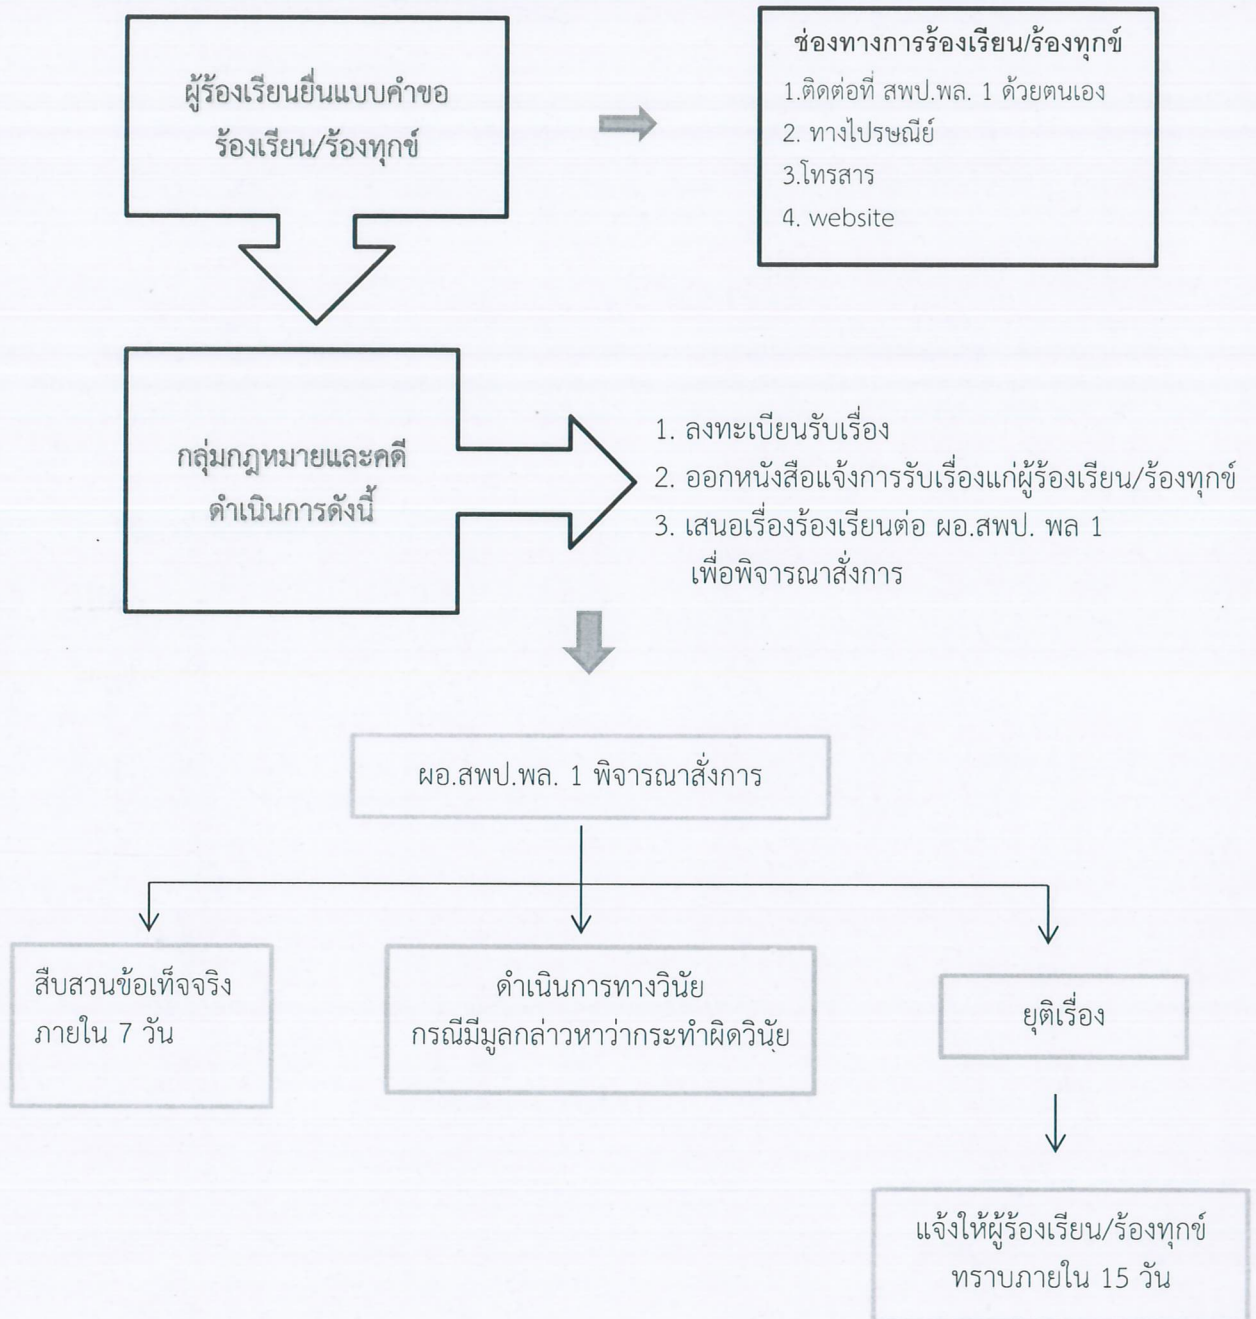 ผู้ร้องเรียนยื่นแบบคำขอ
ร้องเรียน/ร้องทุกข์
ช่องทางการร้องเรียน/ร้องทุกข์
1.ติดต่อที่ สพป.พล. 1 ด้วยตนเอง
2. ทางไปรษณีย์
3.โทรสาร
4. website
กลุ่มกฎหมายและคดี
ดำเนินการดังนี้
1. ลงทะเบียนรับเรื่อง
2. ออกหนังสือแจ้งการรับเรื่องแก่ผู้ร้องเรียน/ร้องทุกข์
3. เสนอเรื่องร้องเรียนต่อ ผอ.สพป. พล 1
เพื่อพิจารณาสั่งการ
ผอ.สพป.พล. 1 พิจารณาสั่งการ
สืบสวนข้อเท็จจริง
ภายใน 7 วัน
ดำเนินการทางวินัย
กรณีมีมูลกล่าวหาว่ากระทำผิดวินัย
ยุติเรื่อง
แจ้งให้ผู้ร้องเรียน/ร้องทุกข์
ทราบภายใน 15 วัน